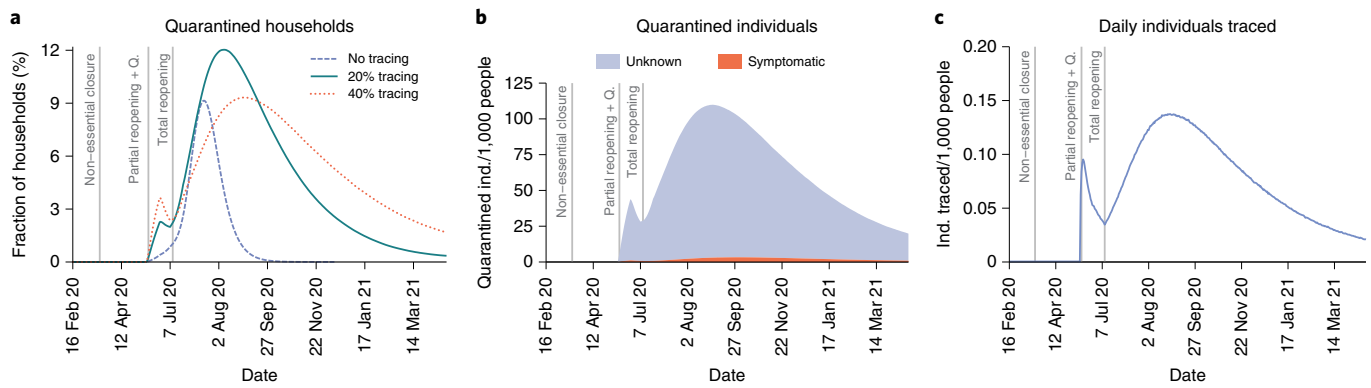 a
Quarantined households
Fraction of households (%)
12
9
6
3
0
Non–essential closure
Partial reopening + Q.
Total reopening
No tracing
20% tracing
40% tracing
16 Feb 20
12 Apr 20
7 Jul 20
2 Aug 20
27 Sep 20
22 Nov 20
17 Jan 21
14 Mar 21
Date
b
Quarantined individuals
Unknown
Symptomatic
Quarantined ind./1,000 people
125
100
75
50
25
0
Non–essential closure
Partial reopening + Q.
Total reopening
16 Feb 20
12 Apr 20
7 Jul 20
2 Aug 20
27 Sep 20
22 Nov 20
17 Jan 21
14 Mar 21
Date
c
Daily individuals traced
Ind. traced/1,000 people
0.20
0.15
0.10
0.05
0
Non–essential closure
Partial reopening + Q.
Total reopening
16 Feb 20
12 Apr 20
7 Jul 20
2 Aug 20
27 Sep 20
22 Nov 20
17 Jan 21
14 Mar 21
Date